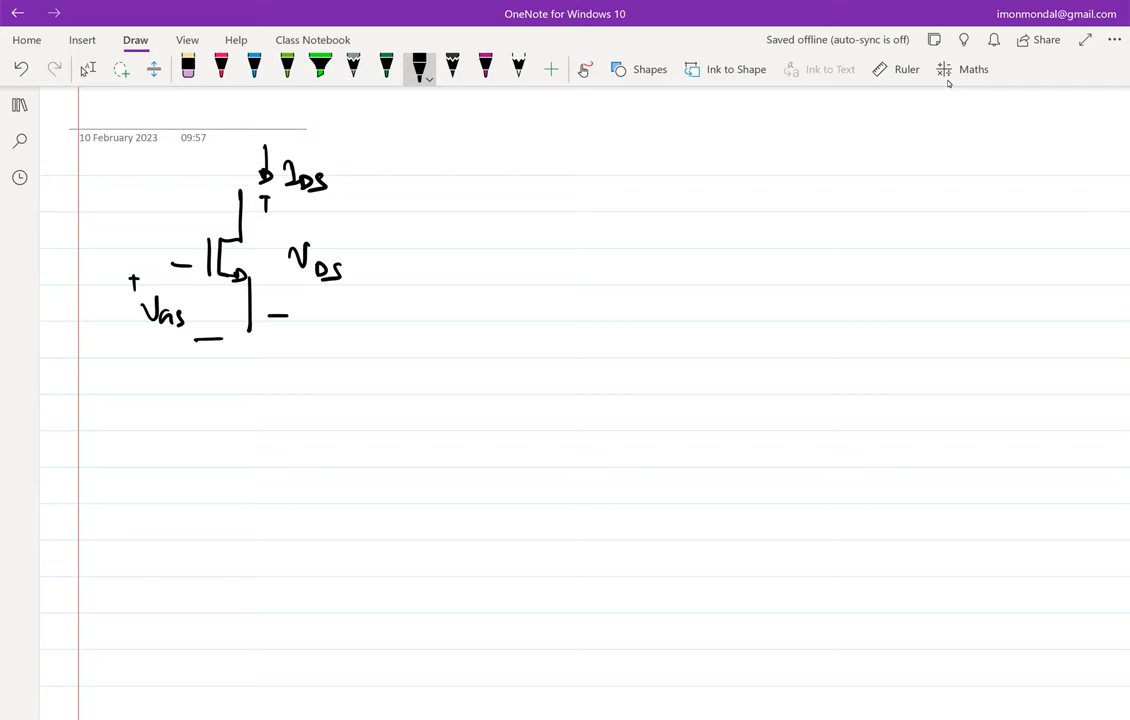 OneNote for Windows 10
imonmondal@gmail.com
Home Insert Draw View Help Class Notebook
Saved offline (auto-sync is off) Share
Shapes Ink to Shape Ink to Text Ruler Maths
10 February 2023 09:57
IDS
+
VDS
+
VGS
−
−